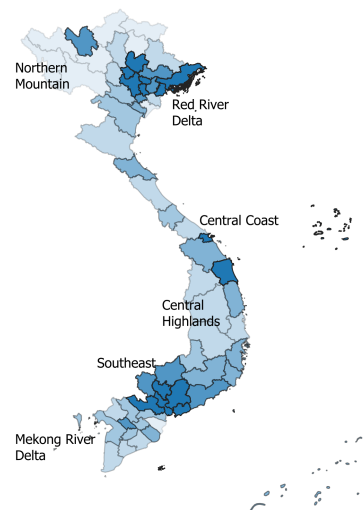 Northern
Mountain
Red River
Delta
Central Coast
Central
Highlands
Southeast
Mekong River
Delta